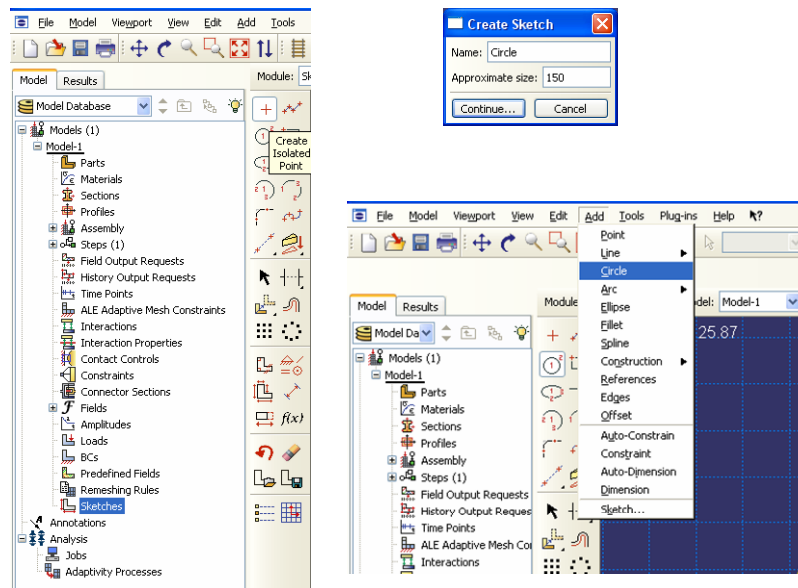 File Model Viewport View Edit Add Tools
Model Results
Module: Sk
Model Database
Models (1)
Model-1
Parts
Materials
Sections
Profiles
Assembly
Steps (1)
Field Output Requests
History Output Requests
Time Points
ALE Adaptive Mesh Constraints
Interactions
Interaction Properties
Contact Controls
Constraints
Connector Sections
Fields
Amplitudes
Loads
BCs
Predefined Fields
Remeshing Rules
Sketches
Annotations
Analysis
Jobs
Adaptivity Processes
Create
Isolated
Point
f(x)
Create Sketch
Name: Circle
Approximate size: 150
Continue... Cancel
File Model Viewport View Edit Add Tools Plug-ins Help
Point
Line
Circle
Arc
Ellipse
Fillet
Spline
Construction
References
Edges
Offset
Auto-Constrain
Constraint
Auto-Dimension
Dimension
Sketch...
Model Results
Module
del: Model-1
25.87
Model Da
Models (1)
Model-1
Parts
Materials
Sections
Profiles
Assembly
Steps (1)
Field Output Requests
History Output Reques
Time Points
ALE Adaptive Mesh Co
Interactions